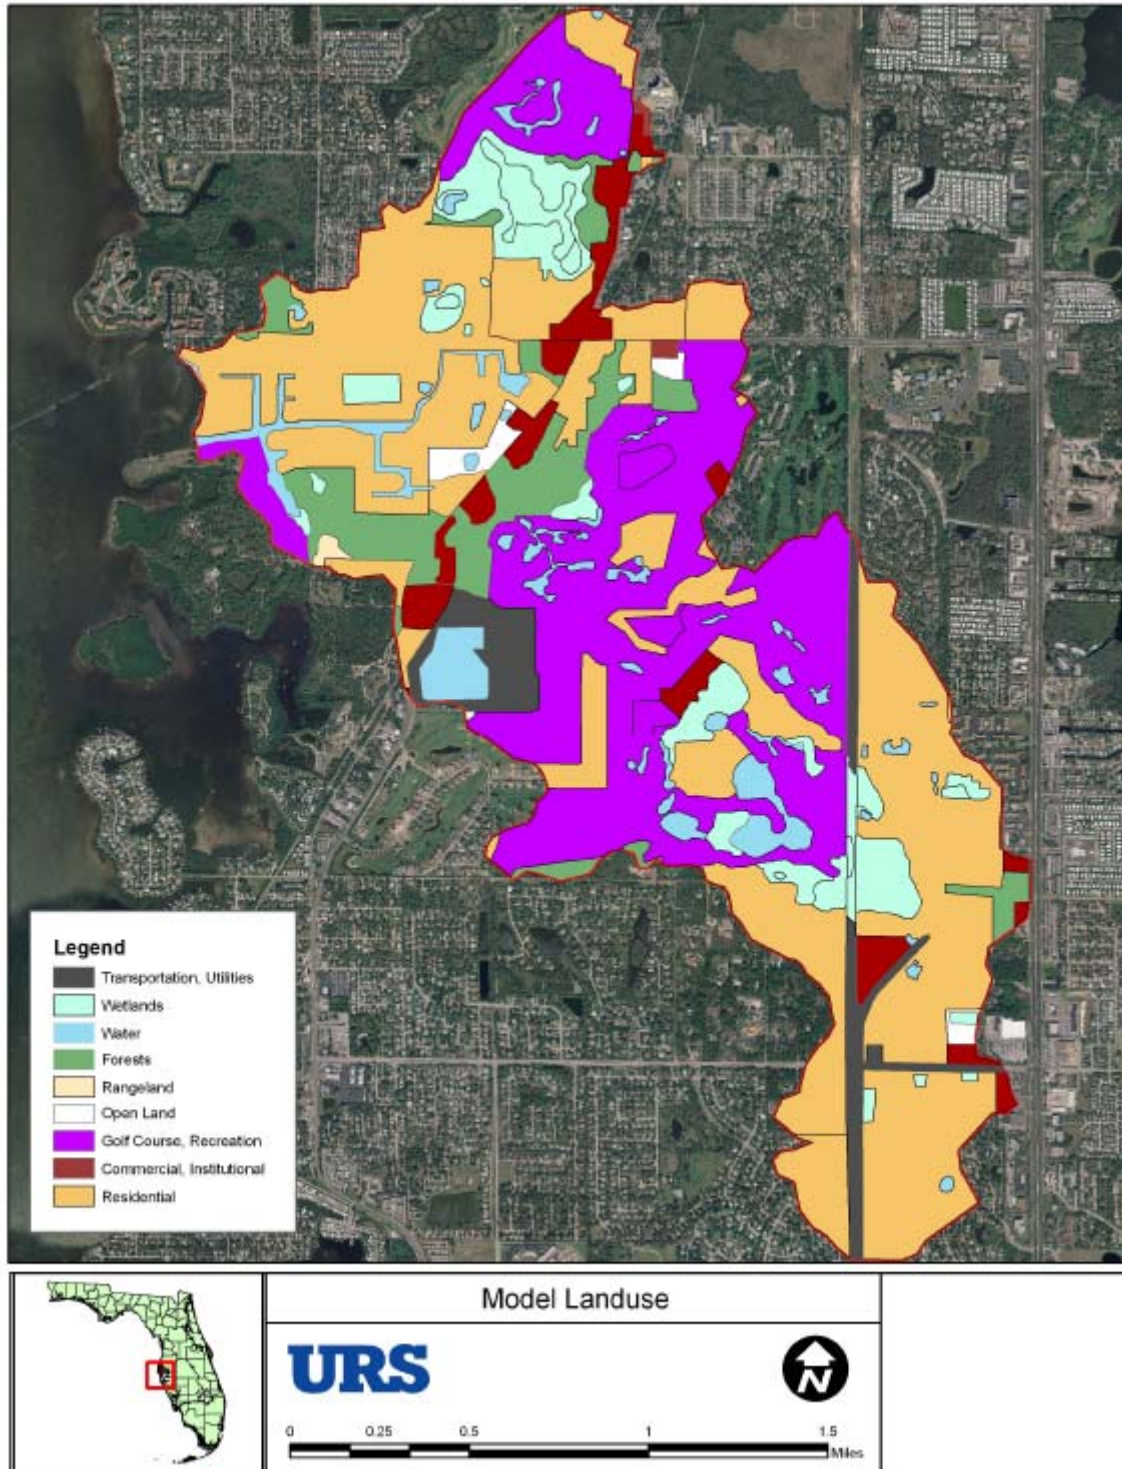 Legend
Transportation, Utilities
Wetlands
Water
Forests
Rangeland
Open Land
Golf Course, Recreation
Commercial, Institutional
Residential
Model Landuse
URS
N
0 0.25 0.5 1 1.5
Miles